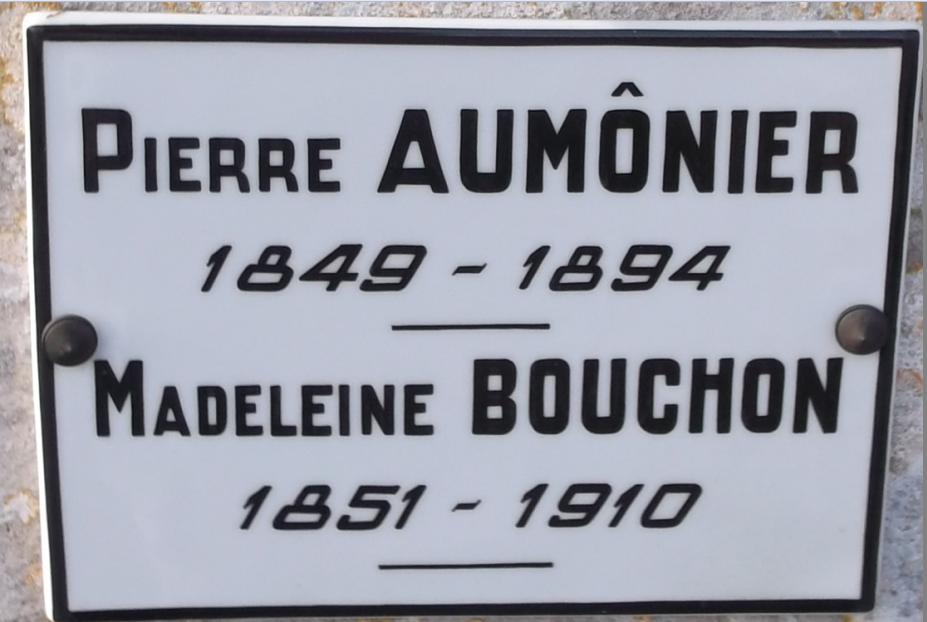 Pierre AUMÔNIER
1849 - 1894
Madeleine BOUCHON
1851 - 1910